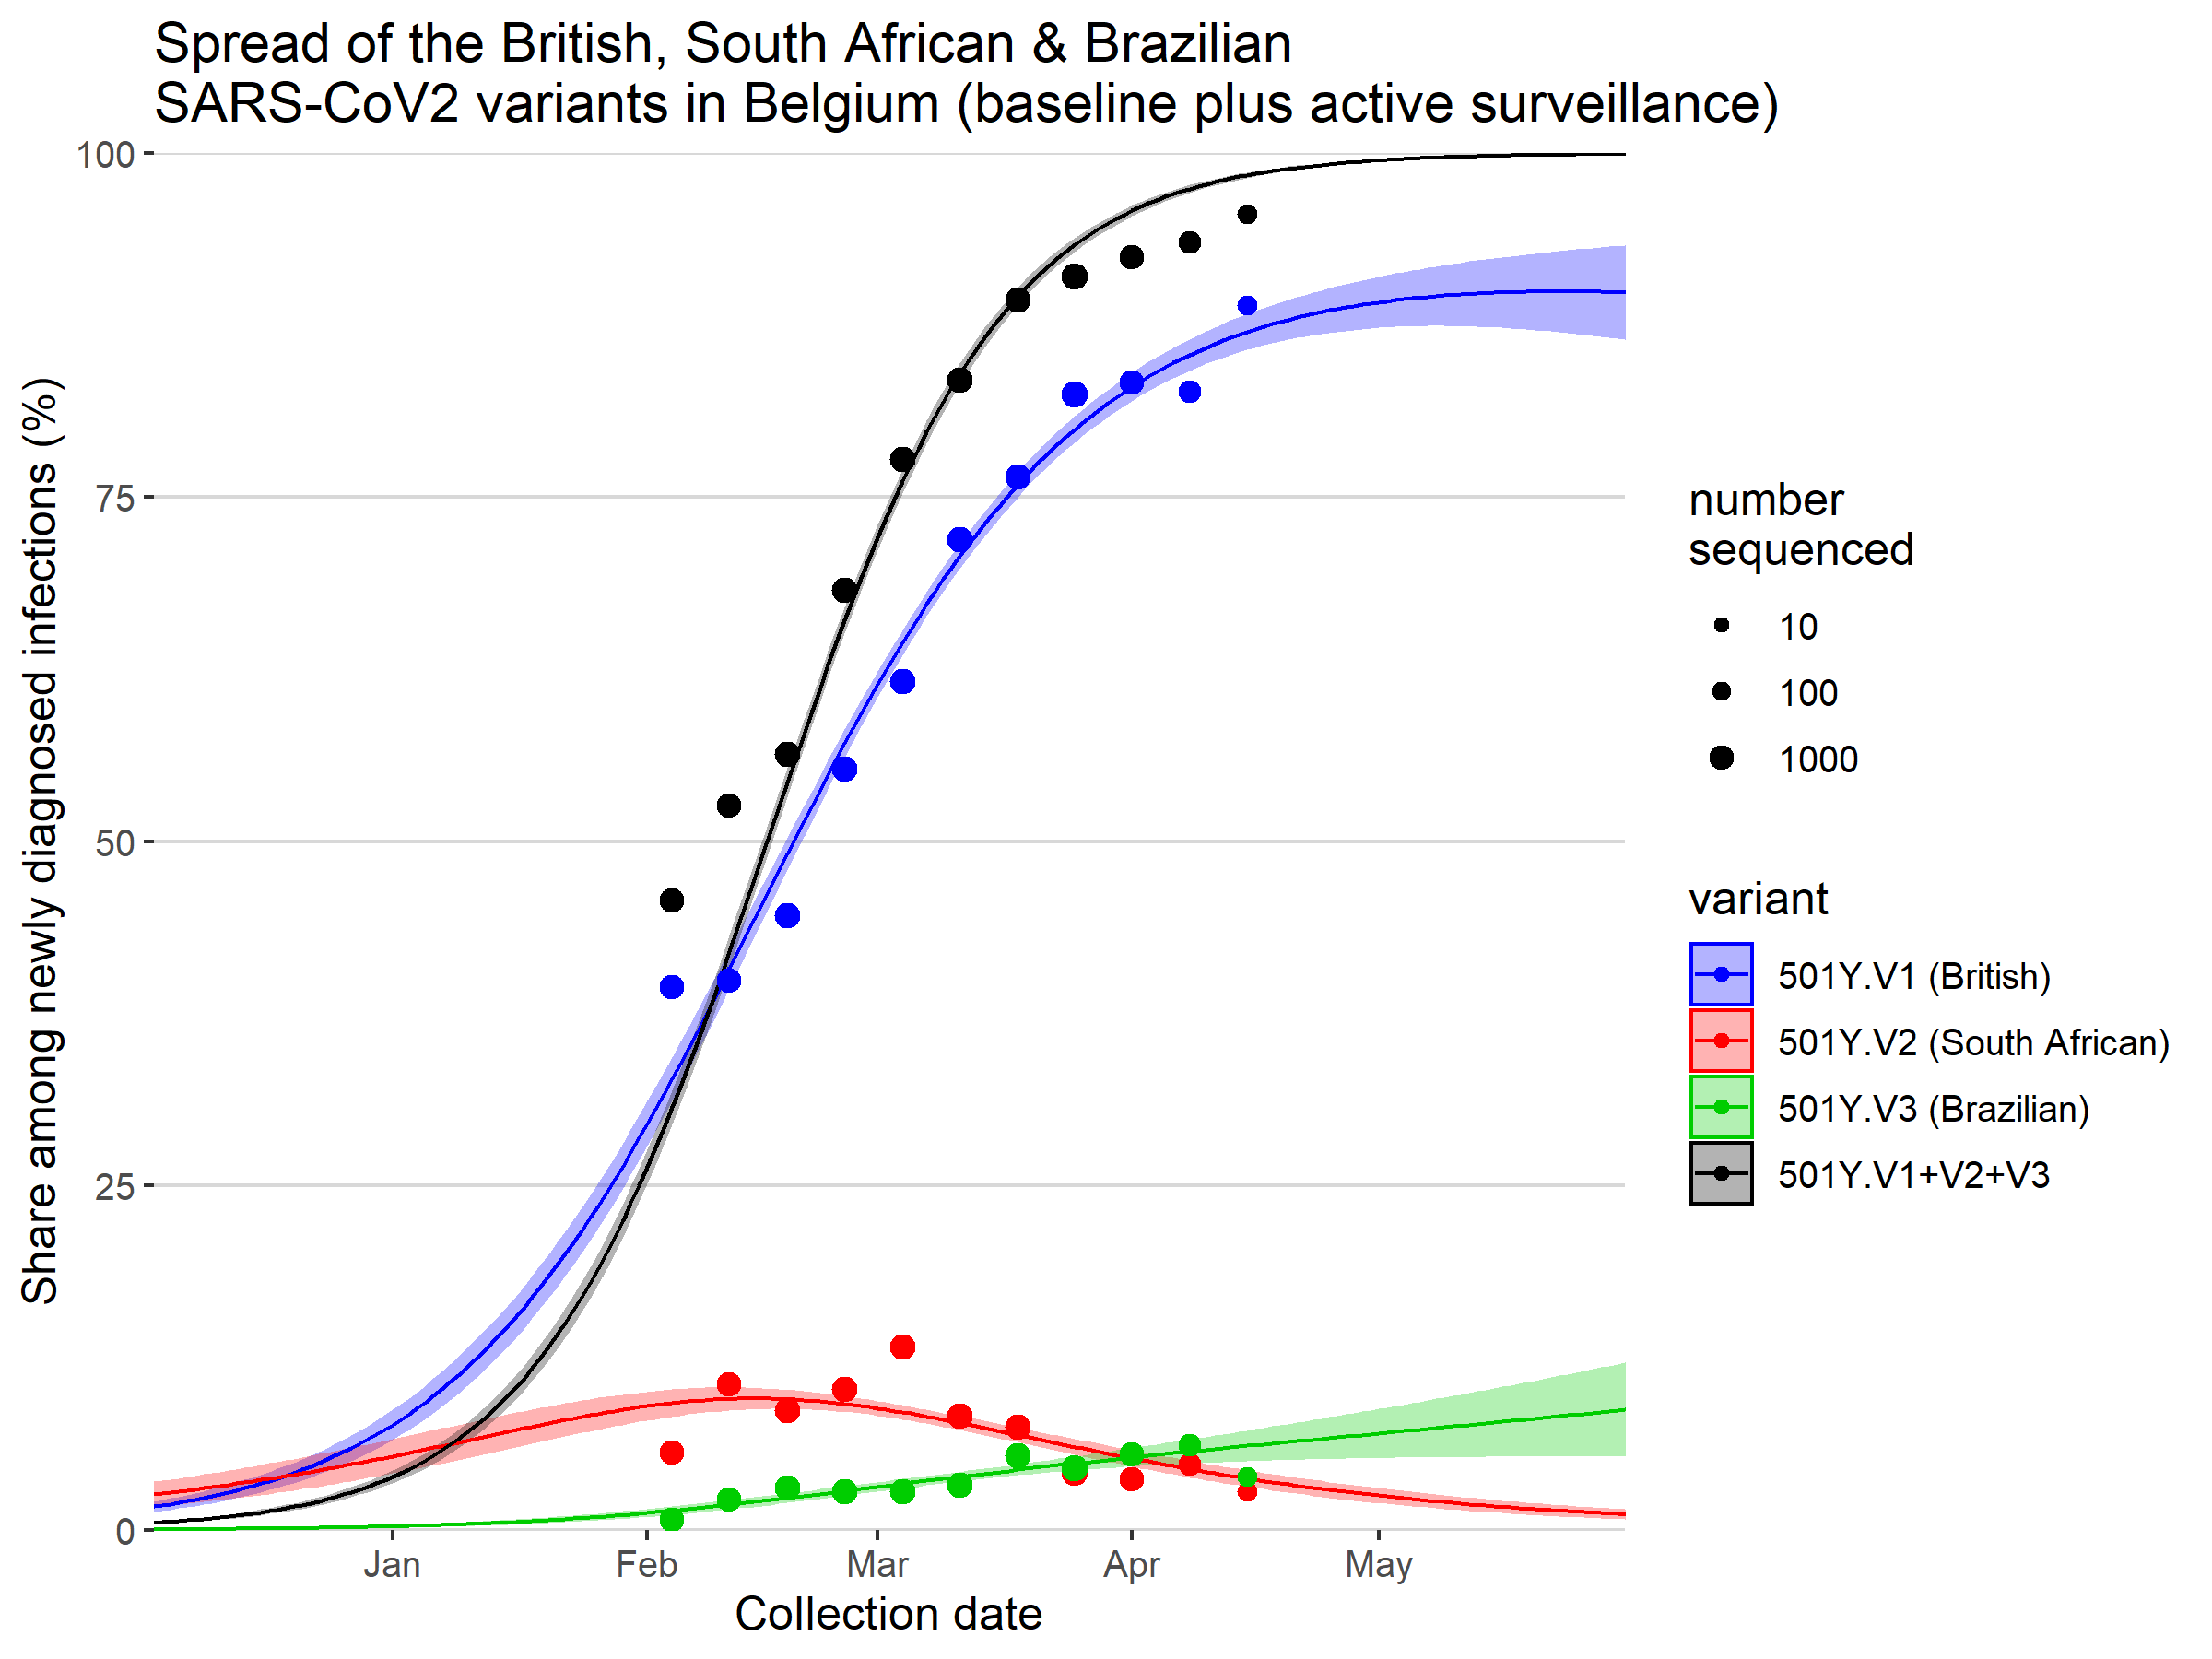 Spread of the British, South African & Brazilian
SARS-CoV2 variants in Belgium (baseline plus active surveillance)
Share among newly diagnosed infections (%)
100
75
50
25
0
Jan
Feb
Mar
Apr
May
Collection date
number
sequenced
10
100
1000
variant
501Y.V1 (British)
501Y.V2 (South African)
501Y.V3 (Brazilian)
501Y.V1+V2+V3